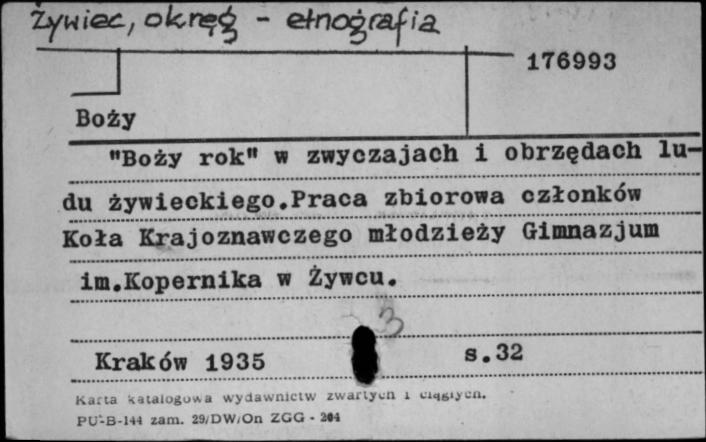 Żywiec, okręg - etnografia
176993
Boży
"Boży rok" w zwyczajach i obrzędach lu-
du żywieckiego.Praca zbiorowa członków
Koła Krajoznawczego młodzieży Gimnazjum
im.Kopernika w Żywcu.
3
Kraków 1935 s.32
Karta katalogowa wydawnictw zwartych i ciągłych.
PU-B-144 zam. 29/DW/On ZGG - 204